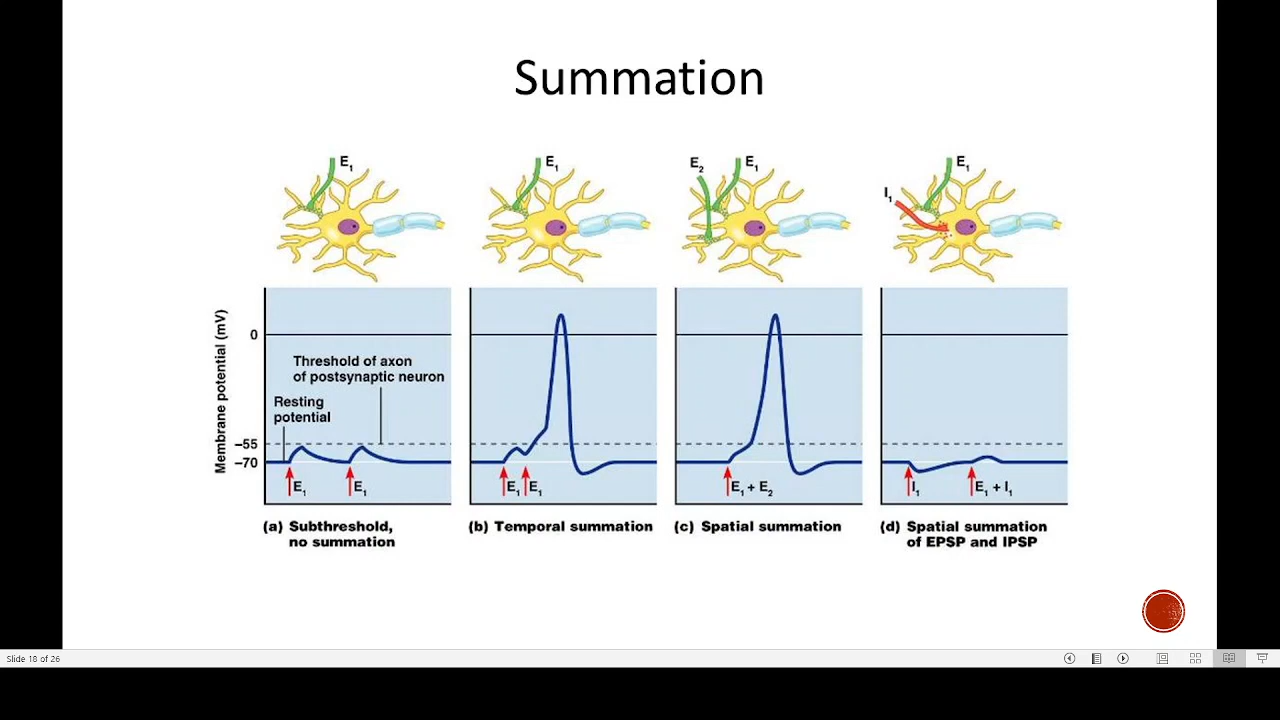 Summation
E1
E2 E1
E1
I1
E1
Membrane potential (mV)
0
–55
–70
Threshold of axon
of postsynaptic neuron
Resting
potential
E1 E1
E1 E1
E1 + E2
I1 E1 + I1
(a) Subthreshold,
no summation
(b) Temporal summation
(c) Spatial summation
(d) Spatial summation
of EPSP and IPSP
Slide 18 of 26